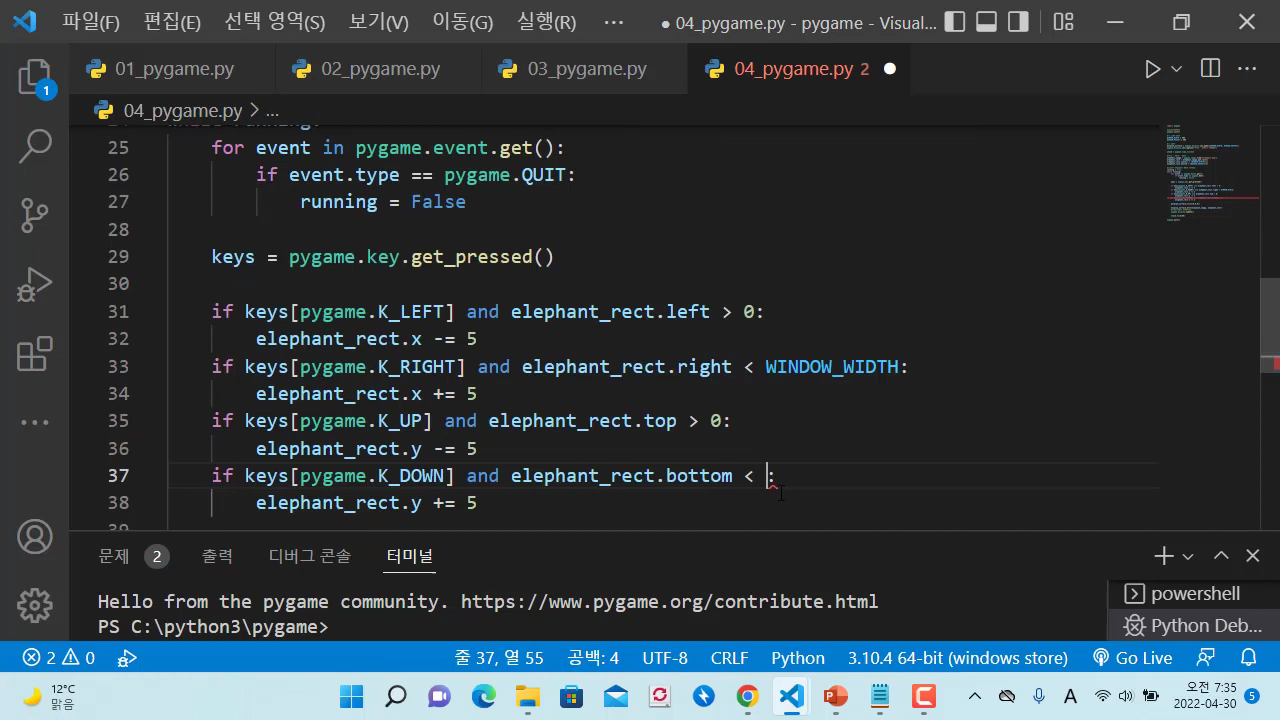 파일(F) 편집(E) 선택 영역(S) 보기(V) 이동(G) 실행(R) ··· ● 04_pygame.py - pygame - Visual...
01_pygame.py 02_pygame.py 03_pygame.py 04_pygame.py 2 ●
1
04_pygame.py > ...
25 for event in pygame.event.get():
26 if event.type == pygame.QUIT:
27 running = False
28
29 keys = pygame.key.get_pressed()
30
31 if keys[pygame.K_LEFT] and elephant_rect.left > 0:
32 elephant_rect.x -= 5
33 if keys[pygame.K_RIGHT] and elephant_rect.right < WINDOW_WIDTH:
34 elephant_rect.x += 5
35 if keys[pygame.K_UP] and elephant_rect.top > 0:
36 elephant_rect.y -= 5
37 if keys[pygame.K_DOWN] and elephant_rect.bottom < :
38 elephant_rect.y += 5
문제 2 출력 디버그 콘솔 터미널
Hello from the pygame community. https://www.pygame.org/contribute.html
PS C:\python3\pygame>
powershell
Python Deb...
2 0 줄 37, 열 55 공백: 4 UTF-8 CRLF Python 3.10.4 64-bit (windows store) Go Live
12°C
맑음
A
오전 7:35
2022-04-30
5